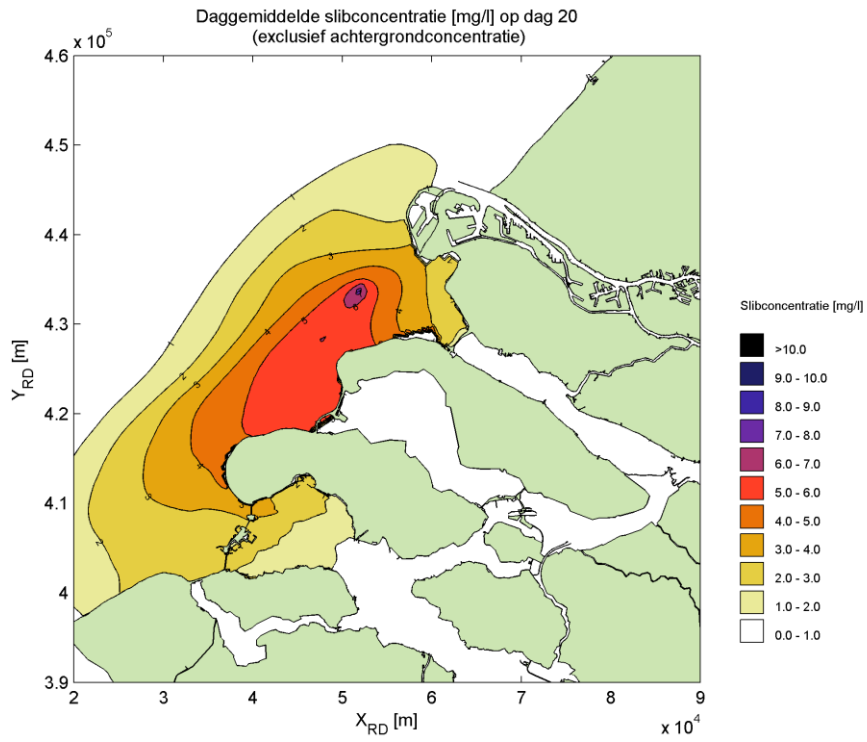 Daggemiddelde slibconcentratie [mg/l] op dag 20
(exclusief achtergrondconcentratie)
x 10⁵
4.6
4.5
4.4
4.3
4.2
4.1
4
3.9
Y_RD [m]
2
3
4
5
6
7
8
9
X_RD [m]
x 10⁴
Slibconcentratie [mg/l]
>10.0
9.0 - 10.0
8.0 - 9.0
7.0 - 8.0
6.0 - 7.0
5.0 - 6.0
4.0 - 5.0
3.0 - 4.0
2.0 - 3.0
1.0 - 2.0
0.0 - 1.0